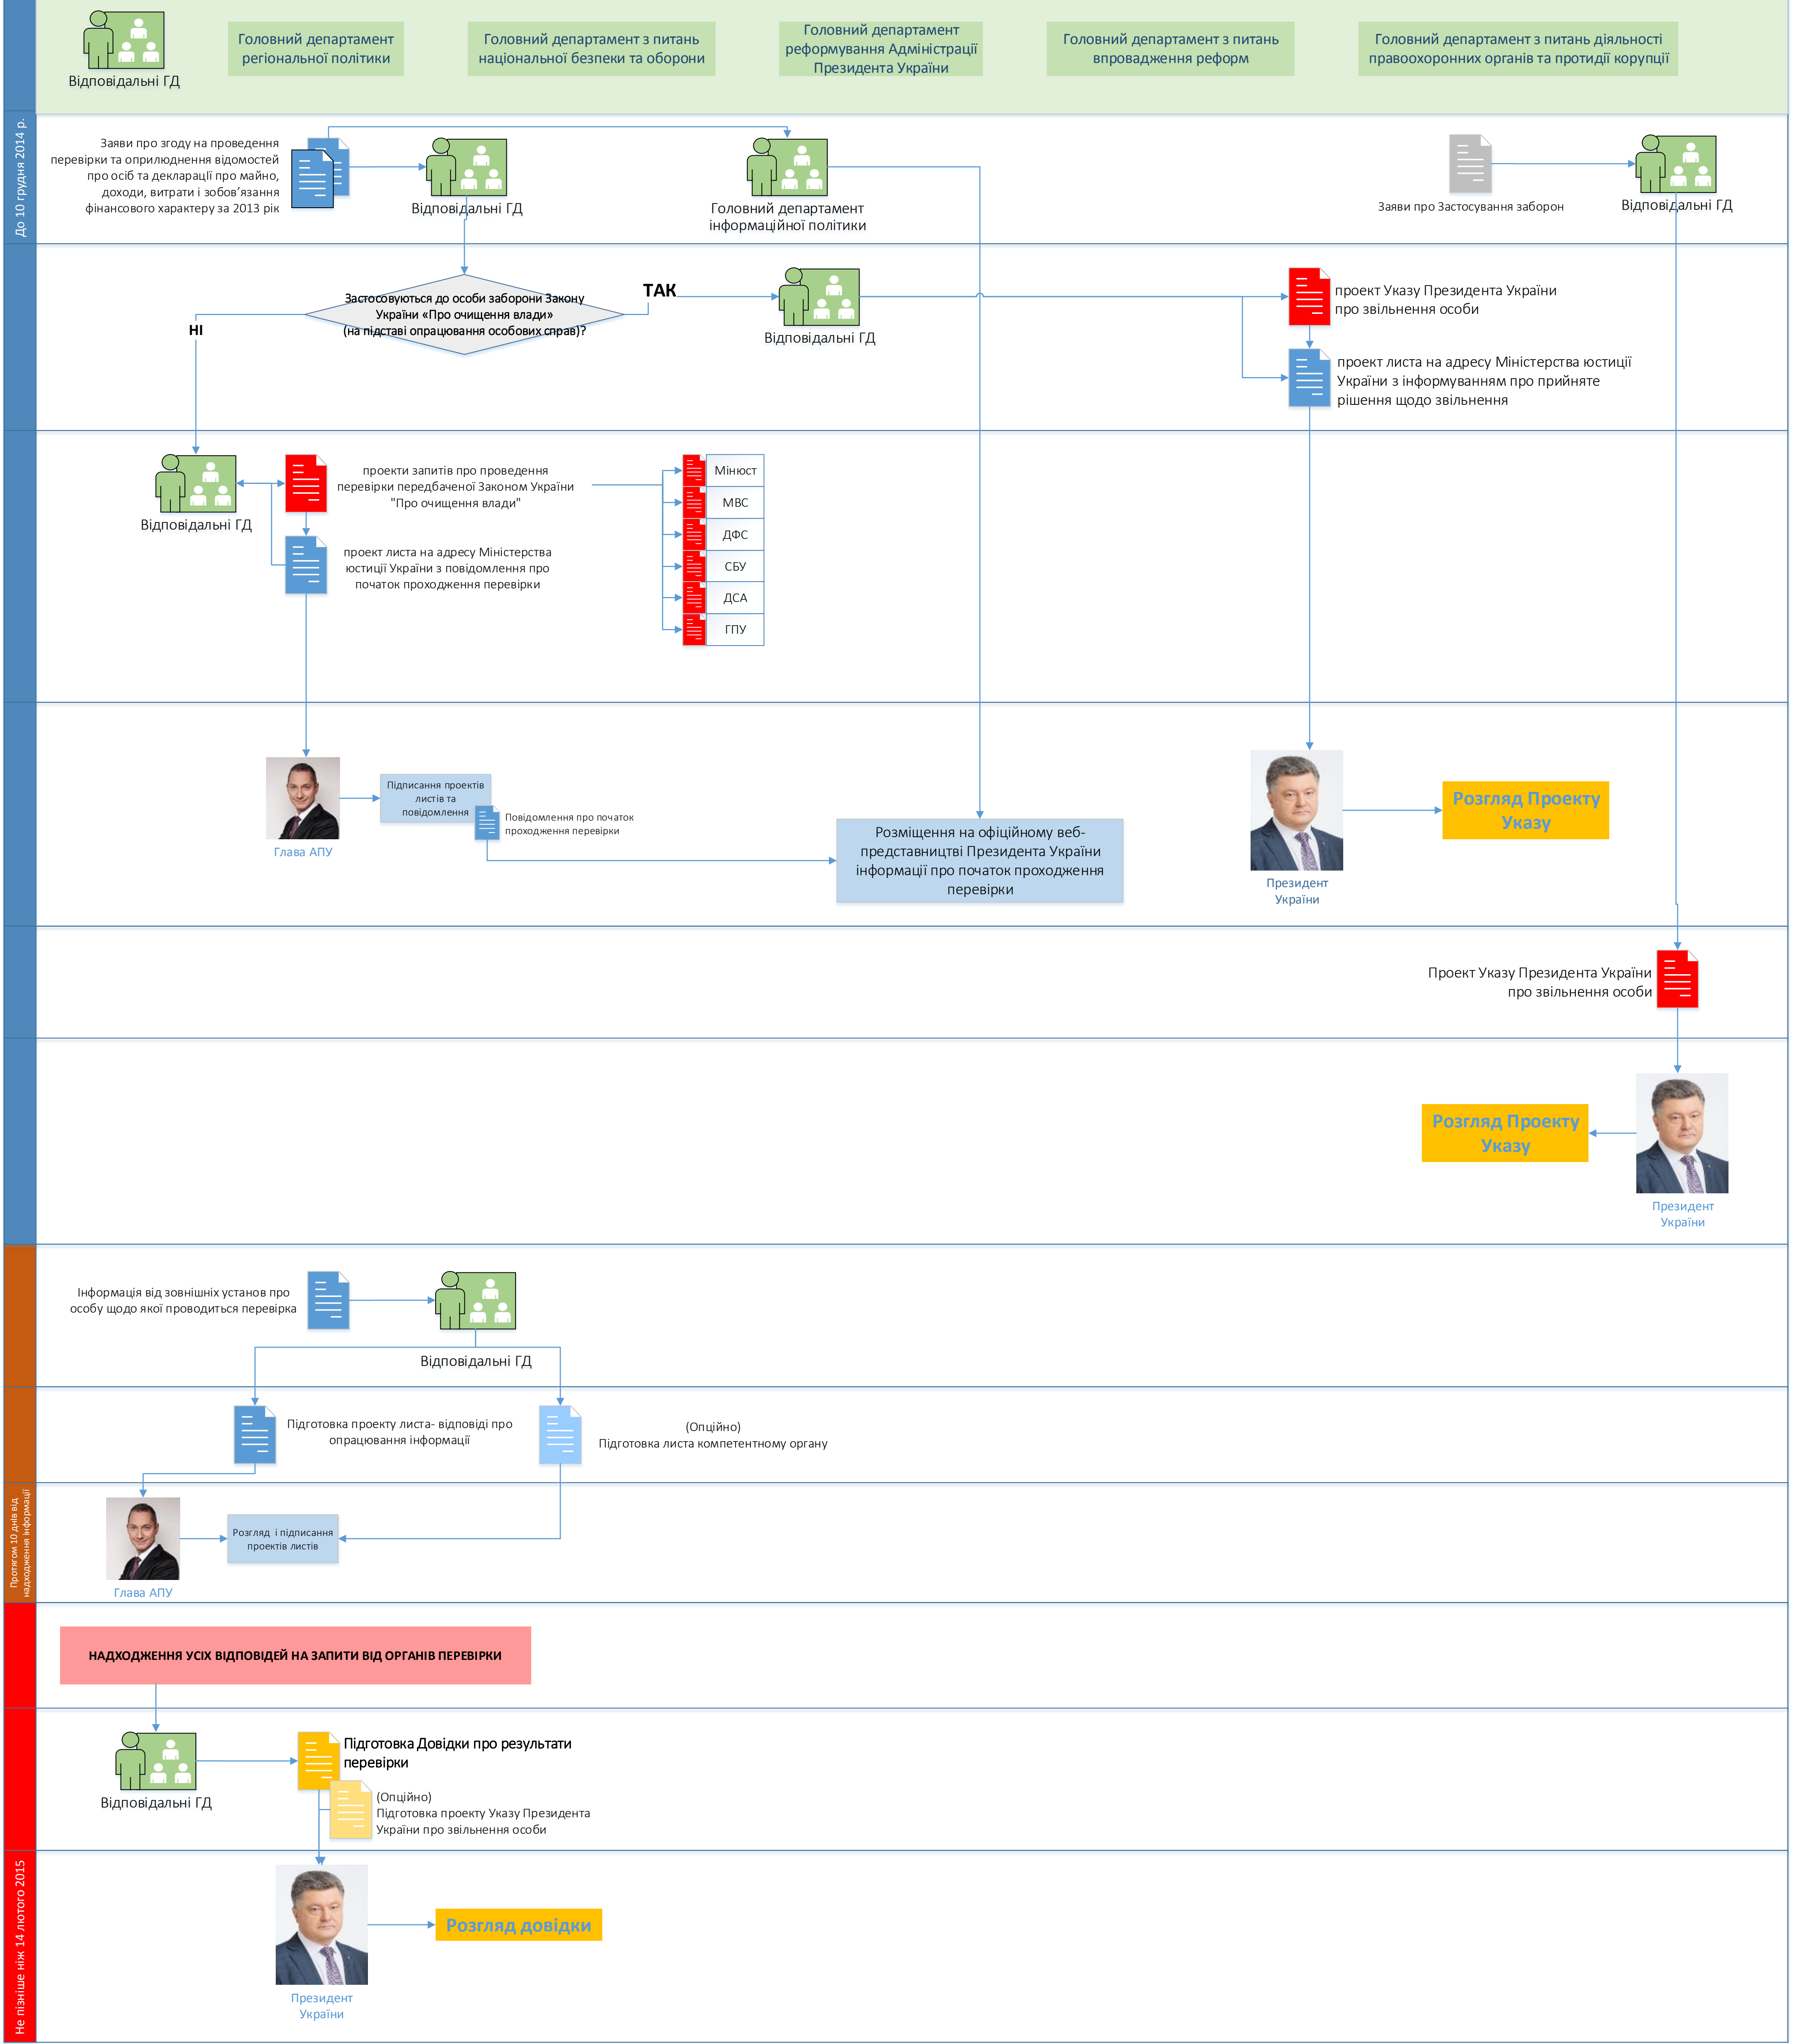 Відповідальні ГД
Головний департамент
регіональної політики
Головний департамент з питань
національної безпеки та оборони
Головний департамент
реформування Адміністрації
Президента України
Головний департамент з питань
впровадження реформ
Головний департамент з питань діяльності
правоохоронних органів та протидії корупції
До 10 грудня 2014 р.
Заяви про згоду на проведення
перевірки та оприлюднення відомостей
про осіб та декларації про майно,
доходи, витрати і зобов’язання
фінансового характеру за 2013 рік
Відповідальні ГД
Головний департамент
інформаційної політики
Заяви про Застосування заборон
Відповідальні ГД
Застосовуються до особи заборони Закону
України «Про очищення влади»
(на підставі опрацювання особових справ)?
ТАК
НІ
Відповідальні ГД
проект Указу Президента України
про звільнення особи
проект листа на адресу Міністерства юстиції
України з інформуванням про прийняте
рішення щодо звільнення
Відповідальні ГД
проекти запитів про проведення
перевірки передбаченої Законом України
"Про очищення влади"
проект листа на адресу Міністерства
юстиції України з повідомлення про
початок проходження перевірки
Мінюст
МВС
ДФС
СБУ
ДСА
ГПУ
Глава АПУ
Підписання проектів
листів та
повідомлення
Повідомлення про початок
проходження перевірки
Розміщення на офіційному веб-
представництві Президента України
інформації про початок проходження
перевірки
Президент
України
Розгляд Проекту
Указу
Проект Указу Президента України
про звільнення особи
Розгляд Проекту
Указу
Президент
України
Інформація від зовнішніх установ про
особу щодо якої проводиться перевірка
Відповідальні ГД
Підготовка проекту листа- відповіді про
опрацювання інформації
(Опційно)
Підготовка листа компетентному органу
Протягом 10 днів від
надходження інформації
Глава АПУ
Розгляд і підписання
проектів листів
НАДХОДЖЕННЯ УСІХ ВІДПОВІДЕЙ НА ЗАПИТИ ВІД ОРГАНІВ ПЕРЕВІРКИ
Відповідальні ГД
Підготовка Довідки про результати
перевірки
(Опційно)
Підготовка проекту Указу Президента
України про звільнення особи
Не пізніше ніж 14 лютого 2015
Президент
України
Розгляд довідки